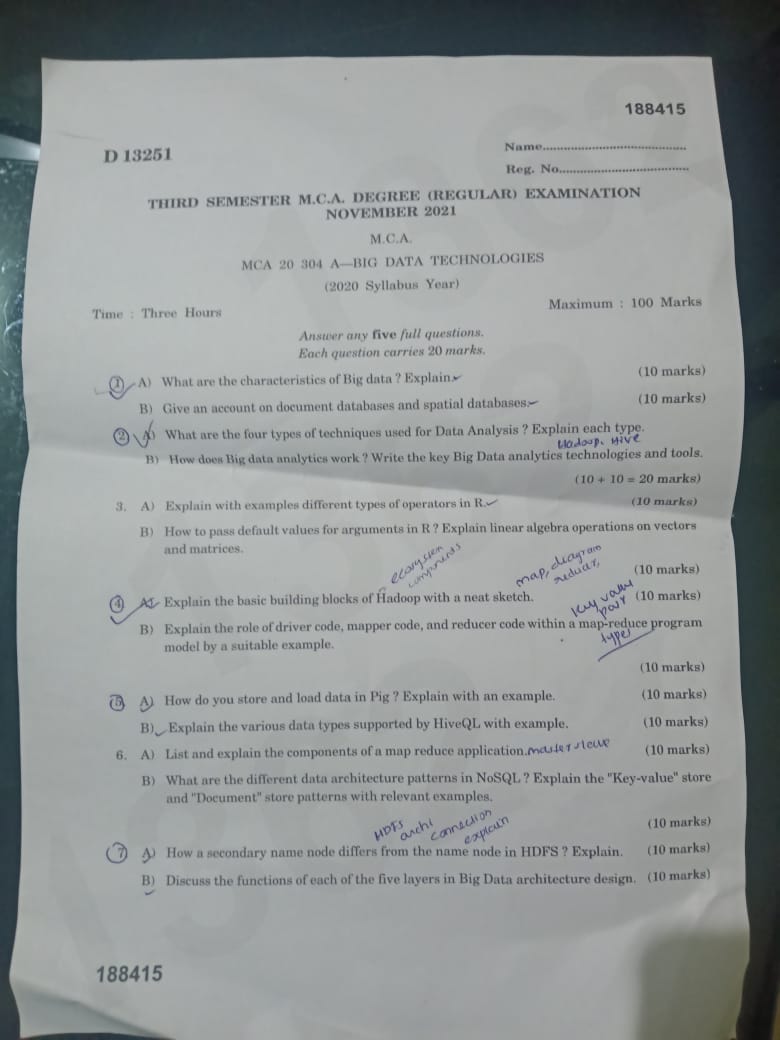 188415
D 13251
Name.......................................
Reg. No....................................
THIRD SEMESTER M.C.A. DEGREE (REGULAR) EXAMINATION
NOVEMBER 2021
M.C.A.
MCA 20 304 A—BIG DATA TECHNOLOGIES
(2020 Syllabus Year)
Time : Three Hours
Maximum : 100 Marks
Answer any five full questions.
Each question carries 20 marks.
1 A) What are the characteristics of Big data ? Explain. (10 marks)
B) Give an account on document databases and spatial databases. (10 marks)
2 A) What are the four types of techniques used for Data Analysis ? Explain each type.
Hadoop, Hive
B) How does Big data analytics work ? Write the key Big Data analytics technologies and tools.
(10 + 10 = 20 marks)
3. A) Explain with examples different types of operators in R. (10 marks)
B) How to pass default values for arguments in R ? Explain linear algebra operations on vectors
and matrices.
(10 marks)
ecosystem
components
map, diagram
reducer,
4 A) Explain the basic building blocks of Hadoop with a neat sketch. (10 marks)
key value
pair
B) Explain the role of driver code, mapper code, and reducer code within a map-reduce program
types
model by a suitable example.
(10 marks)
5 A) How do you store and load data in Pig ? Explain with an example. (10 marks)
B) Explain the various data types supported by HiveQL with example. (10 marks)
6. A) List and explain the components of a map reduce application. master slave (10 marks)
B) What are the different data architecture patterns in NoSQL ? Explain the "Key-value" store
and "Document" store patterns with relevant examples.
(10 marks)
HDFS
archi
connection
explain
7 A) How a secondary name node differs from the name node in HDFS ? Explain. (10 marks)
B) Discuss the functions of each of the five layers in Big Data architecture design. (10 marks)
188415